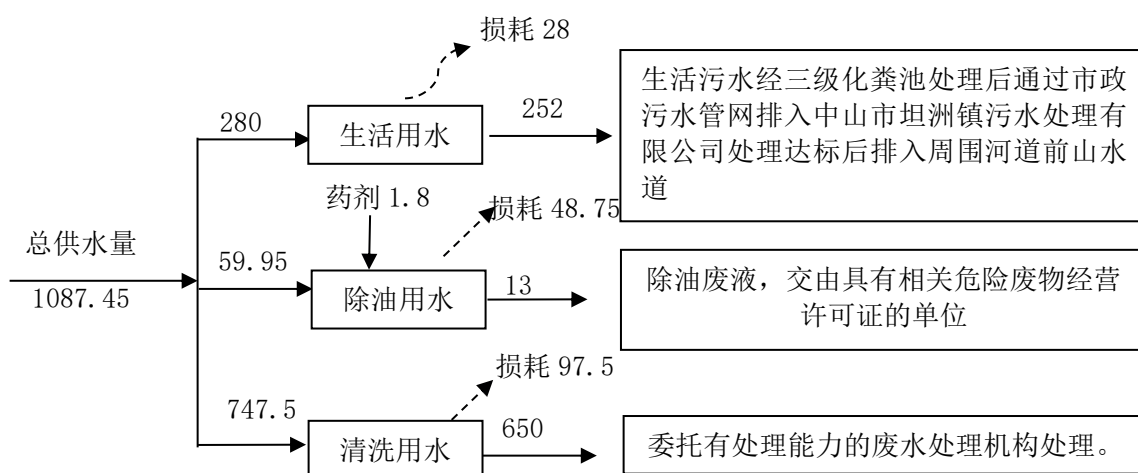 损耗 28
280
生活用水
252
生活污水经三级化粪池处理后通过市政
污水管网排入中山市坦洲镇污水处理有
限公司处理达标后排入周围河道前山水
道
药剂 1.8
损耗 48.75
总供水量
1087.45
59.95
除油用水
13
除油废液，交由具有相关危险废物经营
许可证的单位
损耗 97.5
747.5
清洗用水
650
委托有处理能力的废水处理机构处理。